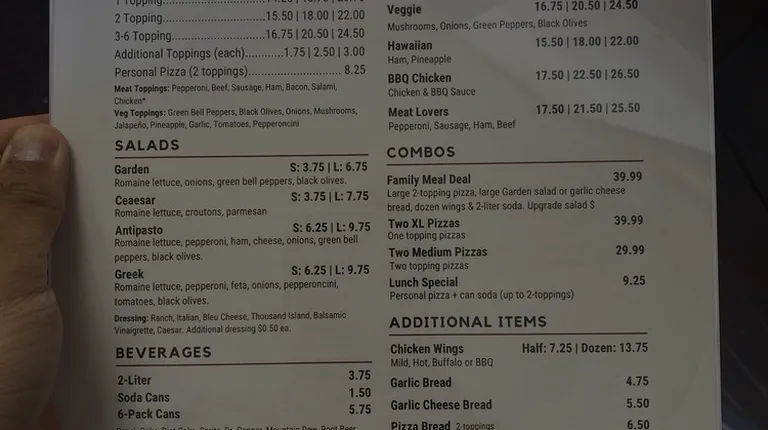 1 Topping
2 Topping.......................15.50 | 18.00 | 22.00
3-6 Topping....................16.75 | 20.50 | 24.50
Additional Toppings (each)..........1.75 | 2.50 | 3.00
Personal Pizza (2 toppings)............................ 8.25
Meat Toppings: Pepperoni, Beef, Sausage, Ham, Bacon, Salami,
Chicken*
Veg Toppings: Green Bell Peppers, Black Olives, Onions, Mushrooms,
Jalapeño, Pineapple, Garlic, Tomatoes, Pepperoncini
SALADS
Garden S: 3.75 | L: 6.75
Romaine lettuce, onions, green bell peppers, black olives.
Ceaesar S: 3.75 | L: 7.75
Romaine lettuce, croutons, parmesan
Antipasto S: 6.25 | L: 9.75
Romaine lettuce, pepperoni, ham, cheese, onions, green bell
peppers, black olives.
Greek S: 6.25 | L: 9.75
Romaine lettuce, pepperoni, feta, onions, pepperoncini,
tomatoes, black olives.
Dressing: Ranch, Italian, Bleu Cheese, Thousand Island, Balsamic
Vinaigrette, Caesar. Additional dressing $0.50 ea.
BEVERAGES
2-Liter 3.75
Soda Cans 1.50
6-Pack Cans 5.75
Veggie 16.75 | 20.50 | 24.50
Mushrooms, Onions, Green Peppers, Black Olives
Hawaiian 15.50 | 18.00 | 22.00
Ham, Pineapple
BBQ Chicken 17.50 | 22.50 | 26.50
Chicken & BBQ Sauce
Meat Lovers 17.50 | 21.50 | 25.50
Pepperoni, Sausage, Ham, Beef
COMBOS
Family Meal Deal 39.99
Large 2-topping pizza, large Garden salad or garlic cheese
bread, dozen wings & 2-liter soda. Upgrade salad $
Two XL Pizzas 39.99
One topping pizzas
Two Medium Pizzas 29.99
Two topping pizzas
Lunch Special 9.25
Personal pizza + can soda (up to 2-toppings)
ADDITIONAL ITEMS
Chicken Wings Half: 7.25 | Dozen: 13.75
Mild, Hot, Buffalo or BBQ
Garlic Bread 4.75
Garlic Cheese Bread 5.50
Pizza Bread 2-toppings 6.50